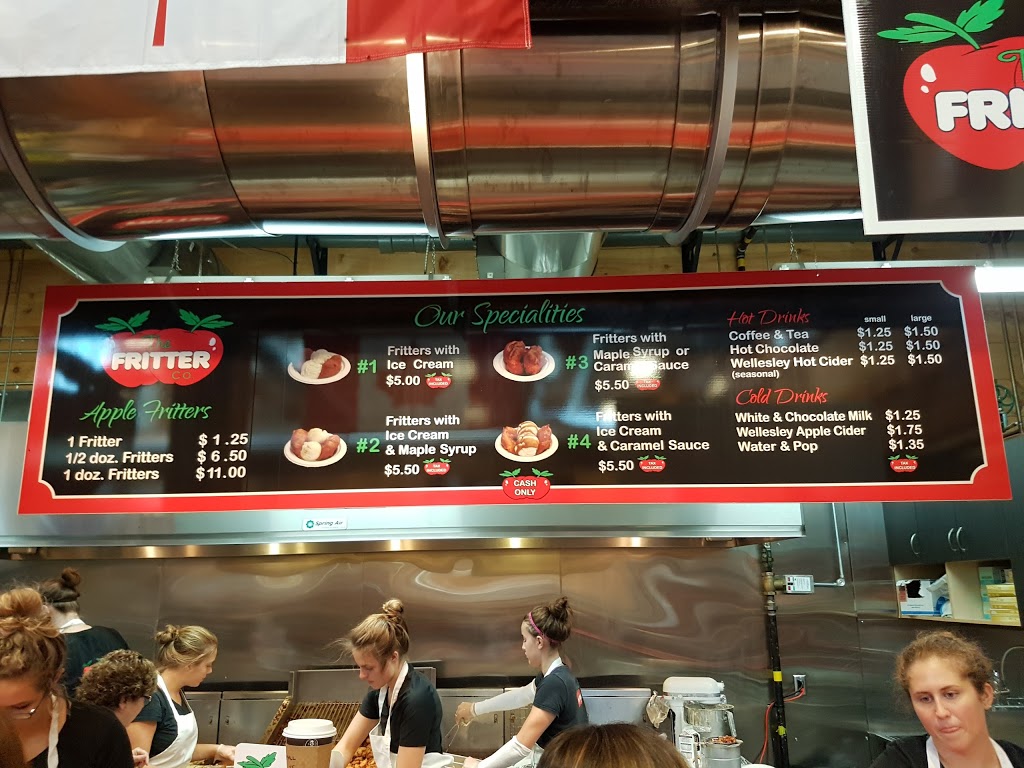 FRI
FRITTER
CO
Apple Fritters
1 Fritter $1.25
1/2 doz. Fritters $6.50
1 doz. Fritters $11.00
Our Specialities
#1 Fritters with
Ice Cream
$5.00 TAX INCLUDED
#2 Fritters with
Ice Cream
& Maple Syrup
$5.50 TAX INCLUDED
#3 Fritters with
Maple Syrup or
Caramel Sauce
$5.50 TAX INCLUDED
#4 Fritters with
Ice Cream
& Caramel Sauce
$5.50 TAX INCLUDED
CASH
ONLY
Hot Drinks small large
Coffee & Tea $1.25 $1.50
Hot Chocolate $1.25 $1.50
Wellesley Hot Cider $1.25 $1.50
(seasonal)
Cold Drinks
White & Chocolate Milk $1.25
Wellesley Apple Cider $1.75
Water & Pop $1.35
TAX INCLUDED
Spring Air